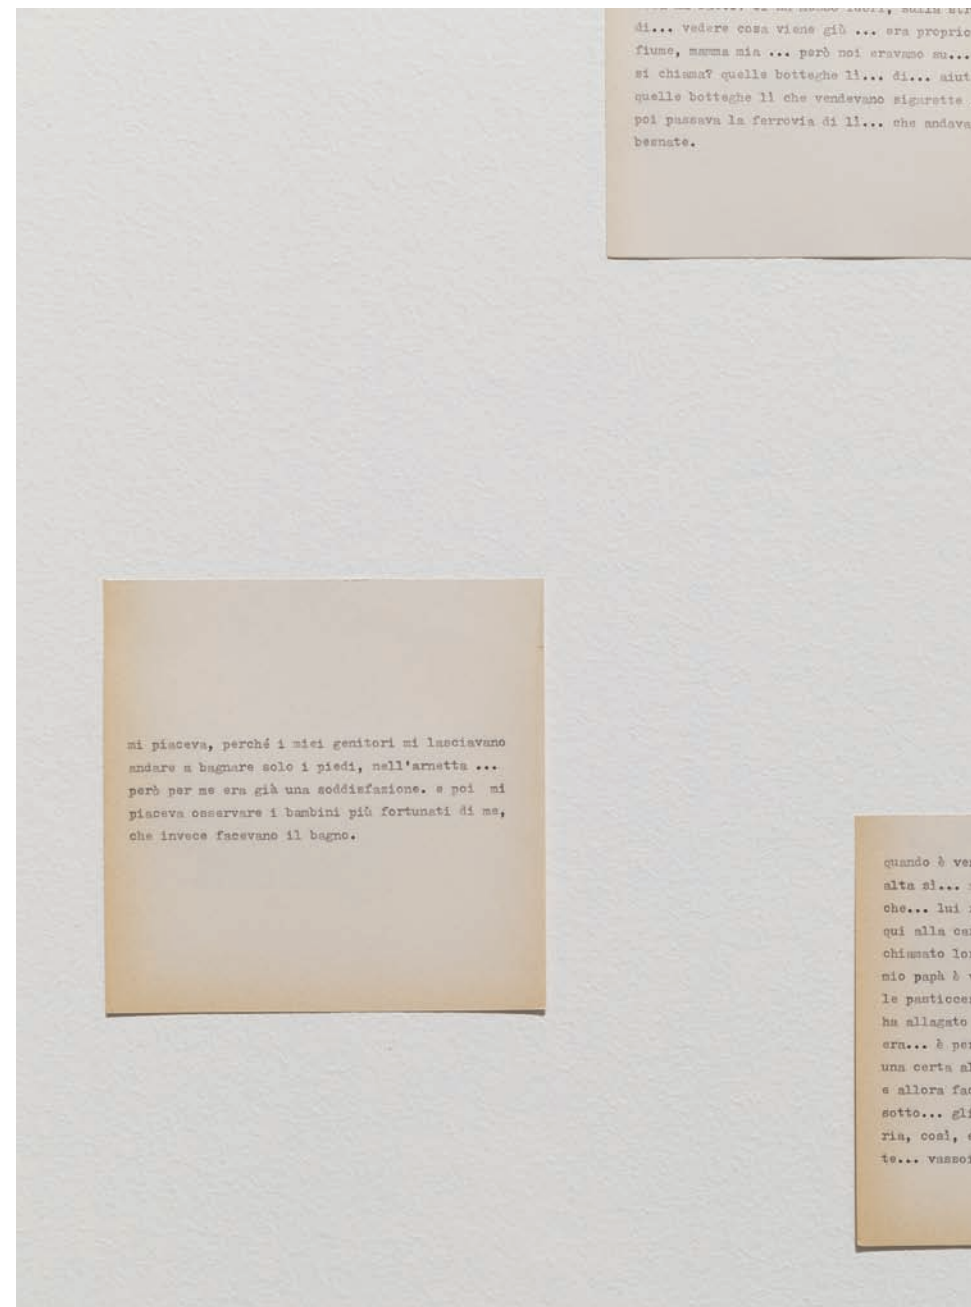 di... vedere cosa viene giù ... era proprio
fiume, mamma mia ... però noi eravamo su...
si chiama? quelle botteghe lì... di... aiut
quelle botteghe lì che vendevano sigarette
poi passava la ferrovia di lì... che andava
besnate.
mi piaceva, perché i miei genitori mi lasciavano
andare a bagnare solo i piedi, nell'arnetta ...
però per me era già una soddisfazione. e poi mi
piaceva osservare i bambini più fortunati di me,
che invece facevano il bagno.
quando è ve
alta sì...
che... lui
qui alla ca
chiamato lo
mio papà è
le pasticce
ha allagato
era... è pe
una certa al
e allora fa
sotto... gli
ria, così,
te... vassoi